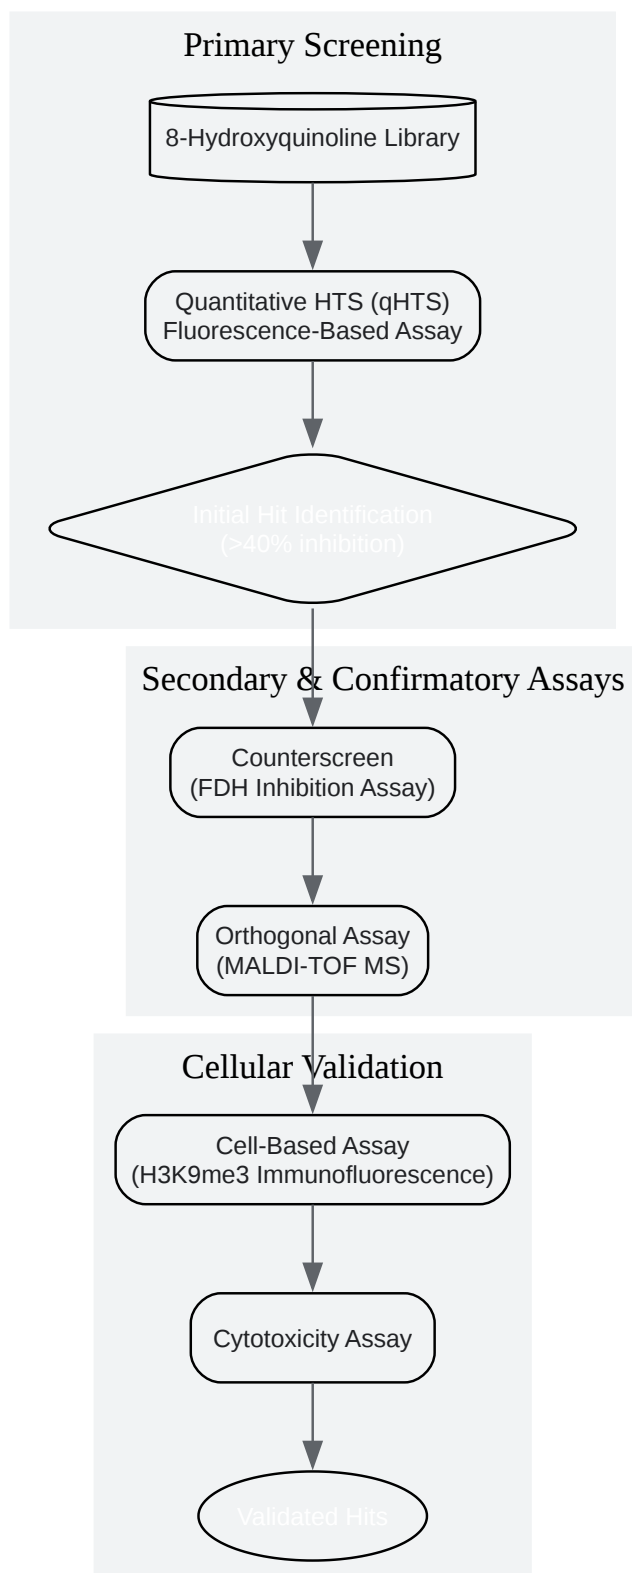 Primary Screening
8-Hydroxyquinoline Library
Quantitative HTS (qHTS)
Fluorescence-Based Assay
Initial Hit Identification
(>40% inhibition)
Secondary & Confirmatory Assays
Counterscreen
(FDH Inhibition Assay)
Orthogonal Assay
(MALDI-TOF MS)
Cellular Validation
Cell-Based Assay
(H3K9me3 Immunofluorescence)
Cytotoxicity Assay
Validated Hits